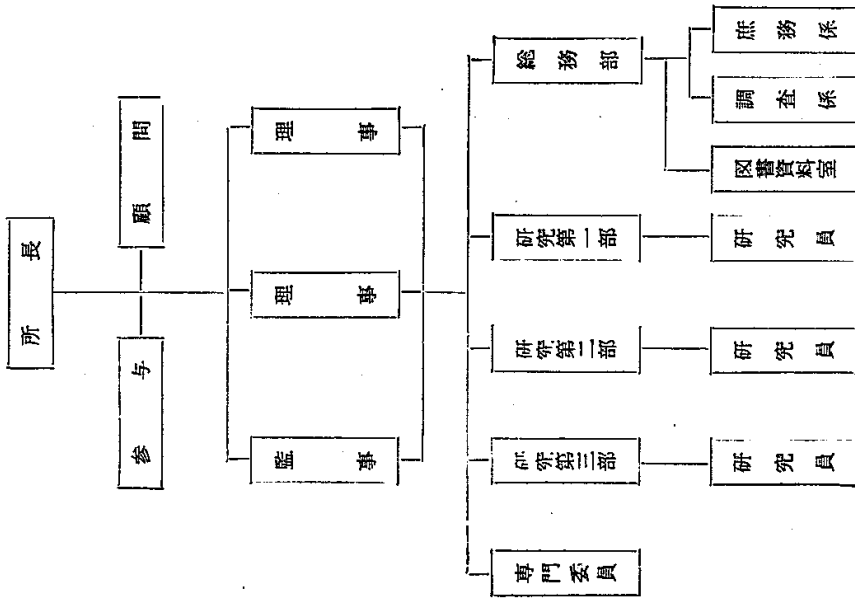 所長
参与
顧問
監事
理事
理事
専門委員
研究第三部
研究第二部
研究第一部
総務部
研究員
研究員
研究員
図書資料室
調査係
庶務係